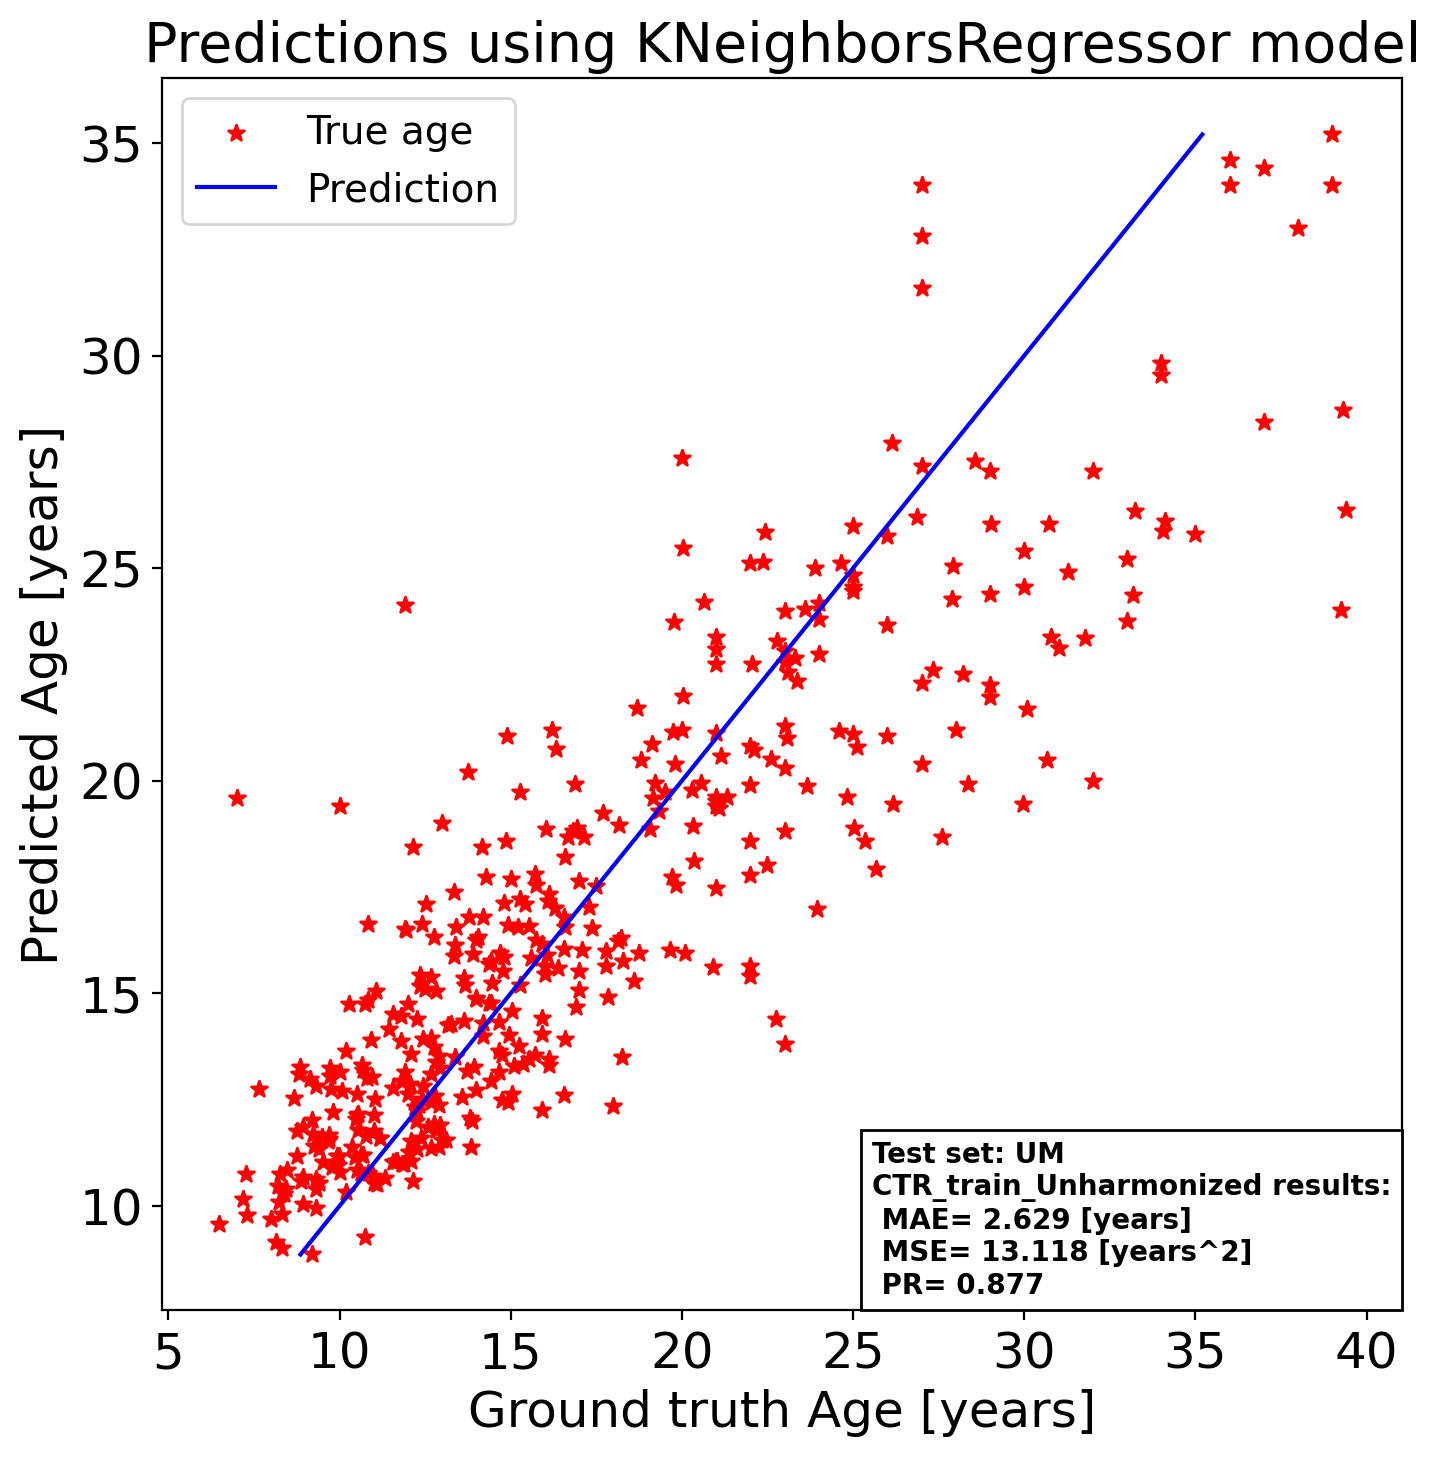 Predictions using KNeighborsRegressor model
True age
Prediction
Predicted Age [years]
35
30
25
20
15
10
Test set: UM
CTR_train_Unharmonized results:
MAE= 2.629 [years]
MSE= 13.118 [years^2]
PR= 0.877
5 10 15 20 25 30 35 40
Ground truth Age [years]